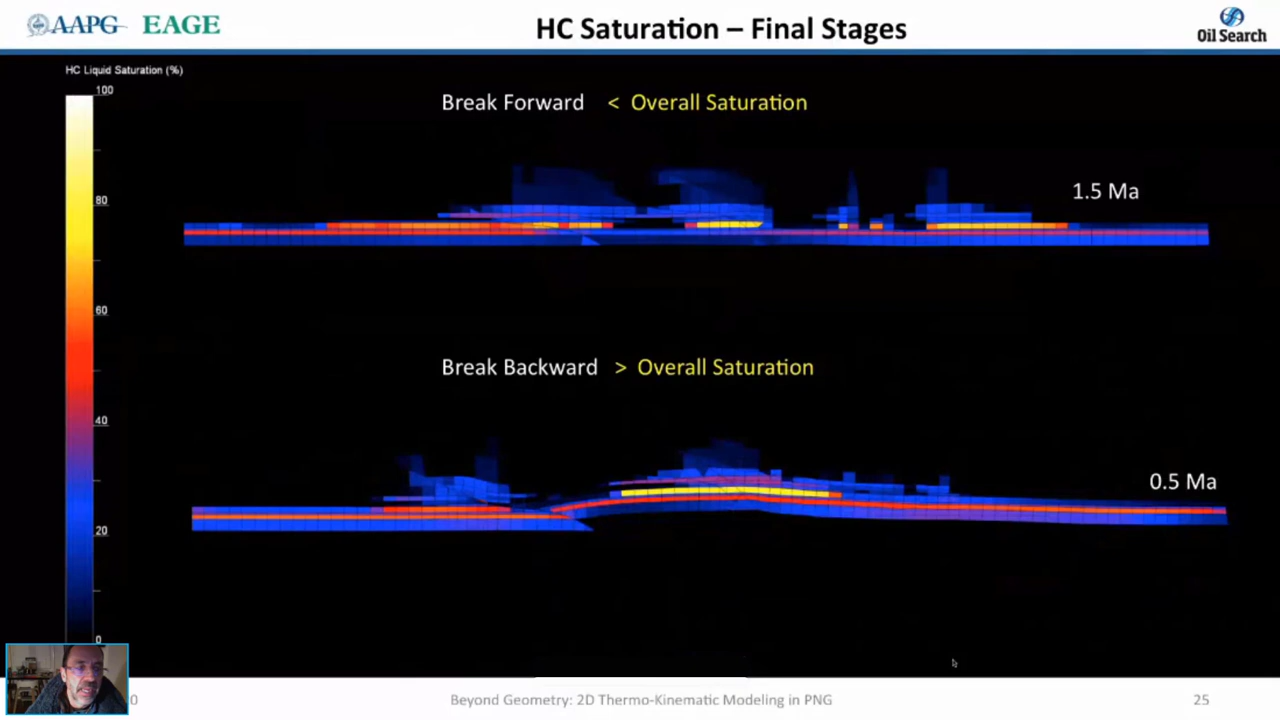 AAPG EAGE
HC Saturation – Final Stages
Oil Search
HC Liquid Saturation (%)
100
Break Forward < Overall Saturation
1.5 Ma
80
60
Break Backward > Overall Saturation
40
0.5 Ma
20
0
0
Beyond Geometry: 2D Thermo-Kinematic Modeling in PNG
25